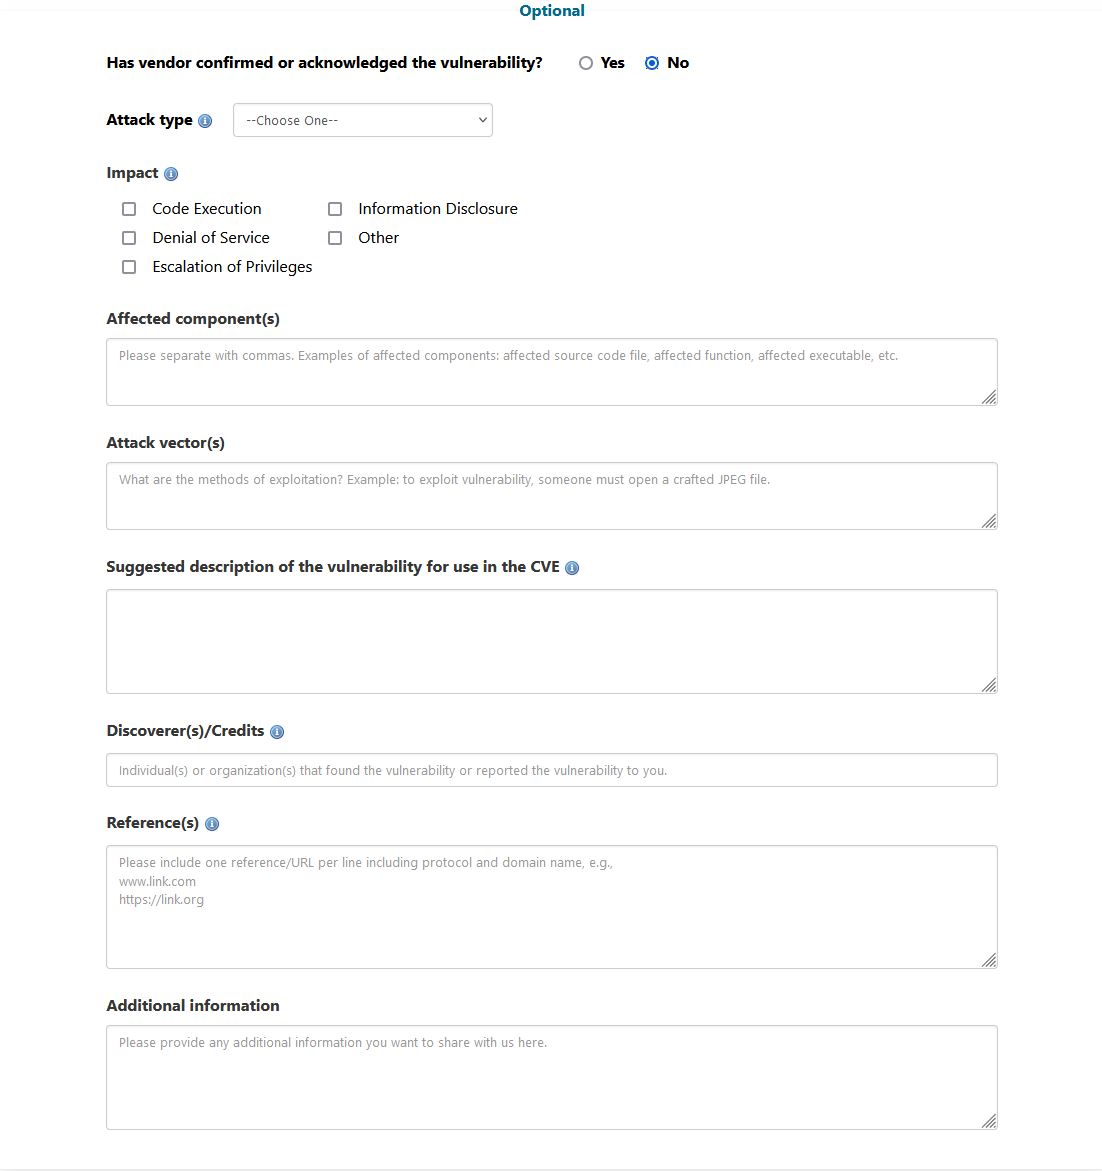 Optional
Has vendor confirmed or acknowledged the vulnerability? Yes No
Attack type --Choose One--
Impact
Code Execution Information Disclosure
Denial of Service Other
Escalation of Privileges
Affected component(s)
Please separate with commas. Examples of affected components: affected source code file, affected function, affected executable, etc.
Attack vector(s)
What are the methods of exploitation? Example: to exploit vulnerability, someone must open a crafted JPEG file.
Suggested description of the vulnerability for use in the CVE
Discoverer(s)/Credits
Individual(s) or organization(s) that found the vulnerability or reported the vulnerability to you.
Reference(s)
Please include one reference/URL per line including protocol and domain name, e.g.,
www.link.com
https://link.org
Additional information
Please provide any additional information you want to share with us here.